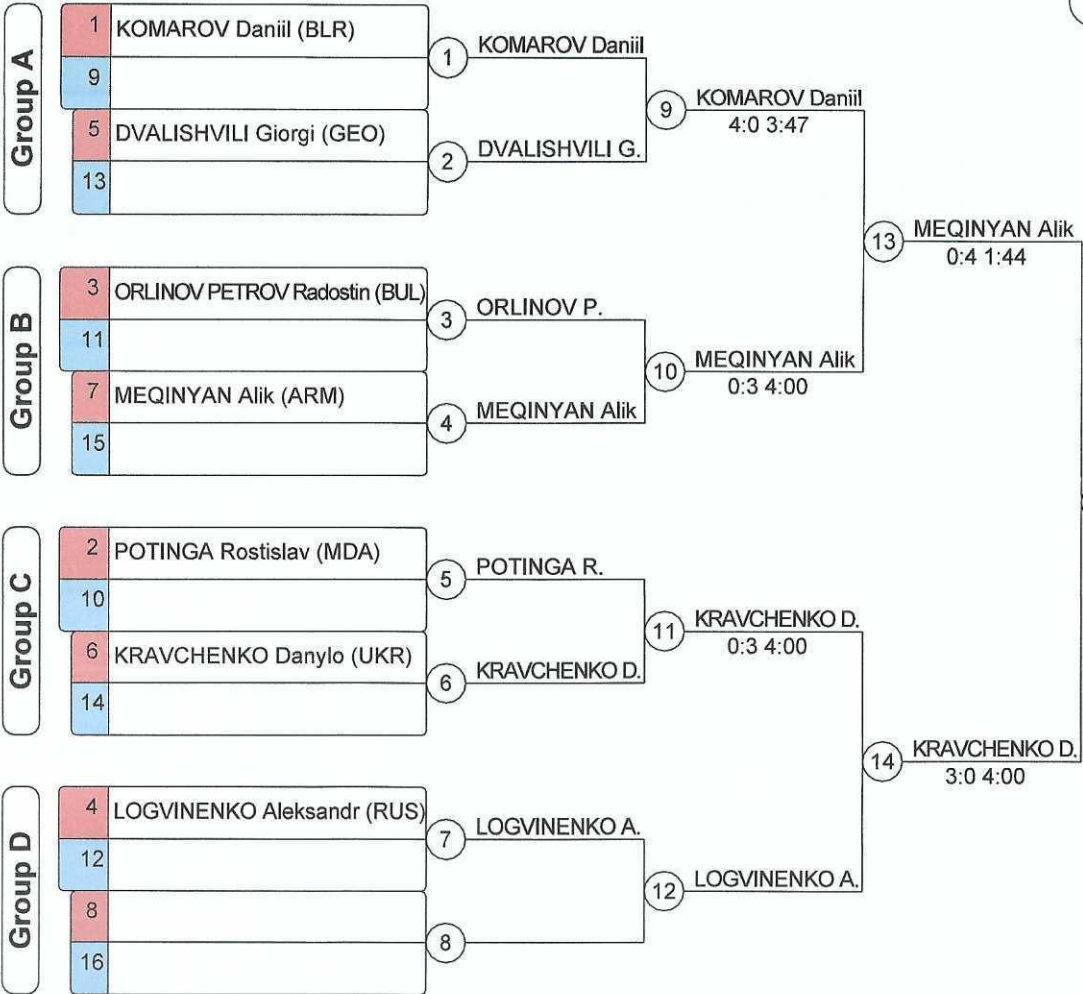 Group A
1 KOMAROV Daniil (BLR)
9
5 DVALISHVILI Giorgi (GEO)
13
1 KOMAROV Daniil
2 DVALISHVILI G.
9 KOMAROV Daniil
4:0 3:47
Group B
3 ORLINOV PETROV Radostin (BUL)
11
7 MEQINYAN Alik (ARM)
15
3 ORLINOV P.
4 MEQINYAN Alik
10 MEQINYAN Alik
0:3 4:00
13 MEQINYAN Alik
0:4 1:44
Group C
2 POTINGA Rostislav (MDA)
10
6 KRAVCHENKO Danylo (UKR)
14
5 POTINGA R.
6 KRAVCHENKO D.
11 KRAVCHENKO D.
0:3 4:00
Group D
4 LOGVINENKO Aleksandr (RUS)
12
8
16
7 LOGVINENKO A.
8
12 LOGVINENKO A.
14 KRAVCHENKO D.
3:0 4:00